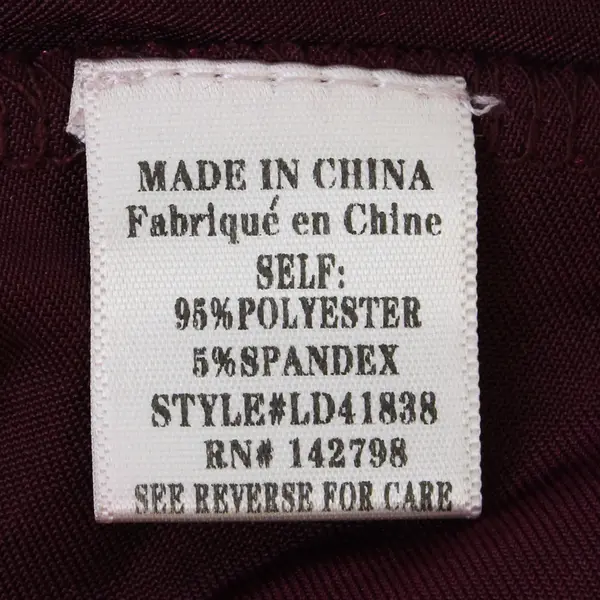 MADE IN CHINA
Fabriqué en Chine
SELF:
95%POLYESTER
5%SPANDEX
STYLE#LD41838
RN# 142798
SEE REVERSE FOR CARE